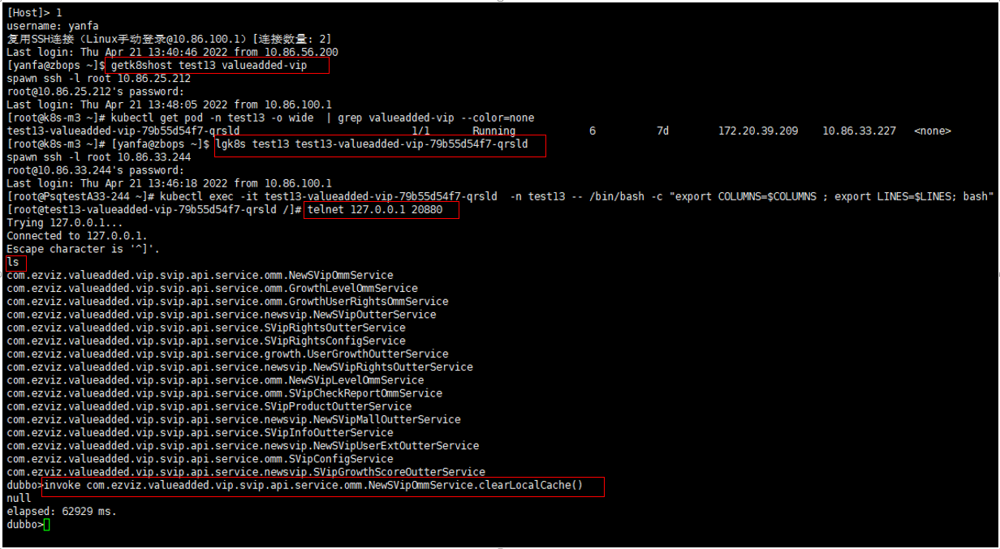 [Host]> 1
username: yanfa
复用SSH连接（Linux手动登录@10.86.100.1）[连接数量: 2]
Last login: Thu Apr 21 13:40:46 2022 from 10.86.56.200
[yanfa@zbops ~]$ getk8shost test13 valueadded-vip
spawn ssh -l root 10.86.25.212
root@10.86.25.212's password:
Last login: Thu Apr 21 13:48:05 2022 from 10.86.100.1
[root@k8s-m3 ~]# kubectl get pod -n test13 -o wide  | grep valueadded-vip --color=none
test13-valueadded-vip-79b55d54f7-qrsld 1/1 Running 6 7d 172.20.39.209 10.86.33.227 <none>
[root@k8s-m3 ~]# [yanfa@zbops ~]$ lgk8s test13 test13-valueadded-vip-79b55d54f7-qrsld
spawn ssh -l root 10.86.33.244
root@10.86.33.244's password:
Last login: Thu Apr 21 13:46:18 2022 from 10.86.100.1
[root@PsqtestA33-244 ~]# kubectl exec -it test13-valueadded-vip-79b55d54f7-qrsld  -n test13 -- /bin/bash -c "export COLUMNS=$COLUMNS ; export LINES=$LINES; bash"
[root@test13-valueadded-vip-79b55d54f7-qrsld /]# telnet 127.0.0.1 20880
Trying 127.0.0.1...
Connected to 127.0.0.1.
Escape character is '^]'.
ls
com.ezviz.valueadded.vip.svip.api.service.omm.NewSVipOmmService
com.ezviz.valueadded.vip.svip.api.service.omm.GrowthLevelOmmService
com.ezviz.valueadded.vip.svip.api.service.omm.GrowthUserRightsOmmService
com.ezviz.valueadded.vip.svip.api.service.newsvip.NewSVipOutterService
com.ezviz.valueadded.vip.svip.api.service.SVipRightsOutterService
com.ezviz.valueadded.vip.svip.api.service.SVipRightsConfigService
com.ezviz.valueadded.vip.svip.api.service.growth.UserGrowthOutterService
com.ezviz.valueadded.vip.svip.api.service.newsvip.NewSVipRightsOutterService
com.ezviz.valueadded.vip.svip.api.service.omm.NewSVipLevelOmmService
com.ezviz.valueadded.vip.svip.api.service.omm.SVipCheckReportOmmService
com.ezviz.valueadded.vip.svip.api.service.SVipProductOutterService
com.ezviz.valueadded.vip.svip.api.service.newsvip.NewSVipMallOutterService
com.ezviz.valueadded.vip.svip.api.service.SVipInfoOutterService
com.ezviz.valueadded.vip.svip.api.service.newsvip.NewSVipUserExtOutterService
com.ezviz.valueadded.vip.svip.api.service.omm.SVipConfigService
com.ezviz.valueadded.vip.svip.api.service.newsvip.SVipGrowthScoreOutterService
dubbo>invoke com.ezviz.valueadded.vip.svip.api.service.omm.NewSVipOmmService.clearLocalCache()
null
elapsed: 62929 ms.
dubbo>